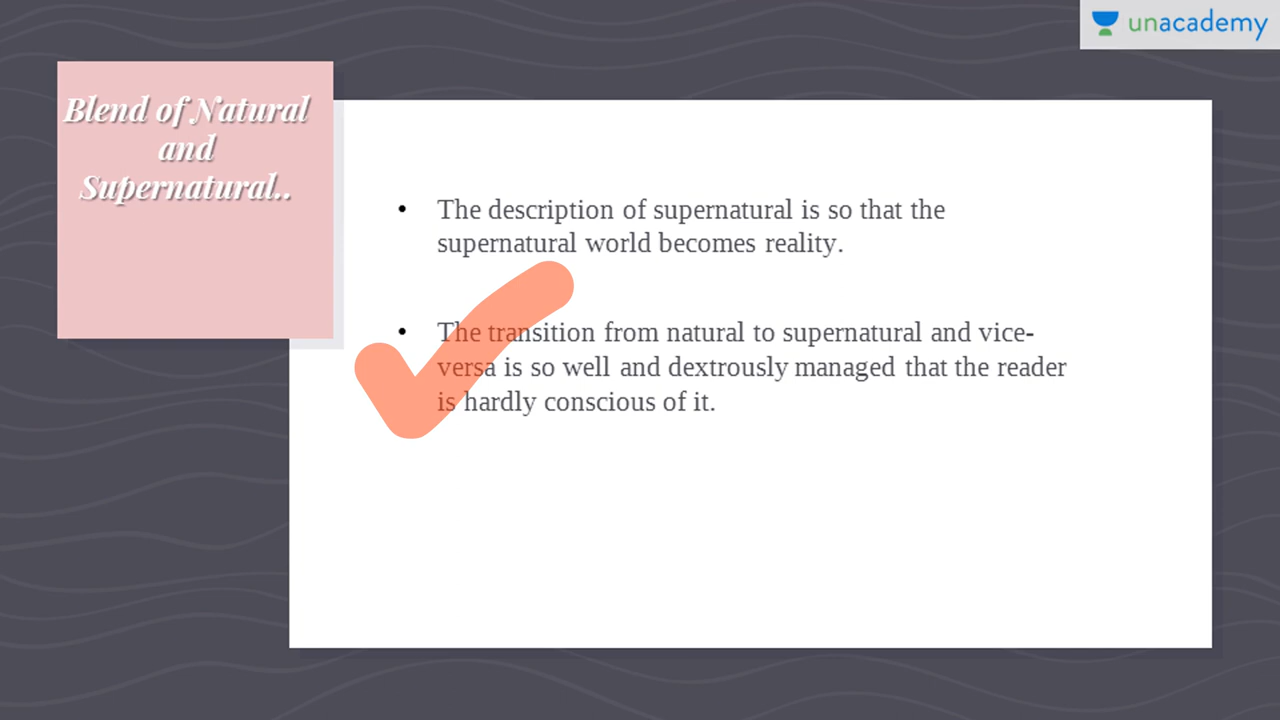 unacademy
Blend of Natural
and
Supernatural..
• The description of supernatural is so that the
supernatural world becomes reality.
• The transition from natural to supernatural and vice-
versa is so well and dextrously managed that the reader
is hardly conscious of it.